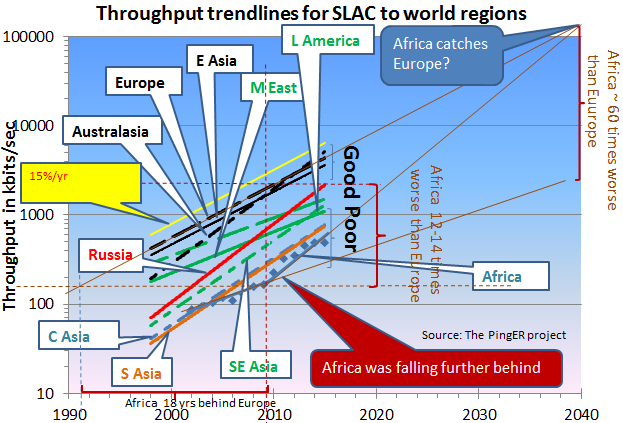 Throughput trendlines for SLAC to world regions
Throughput in kbits/sec
100000
10000
1000
100
10
1990
2000
2010
2020
2030
2040
L America
E Asia
M East
Europe
Australasia
15%/yr
Russia
C Asia
S Asia
SE Asia
Africa
Good Poor
Africa catches
Europe?
Africa ~ 60 times worse
than Euurope
Africa 12-14 times
worse than Europe
Source: The PingER project
Africa was falling further behind
Africa 18 yrs behind Europe